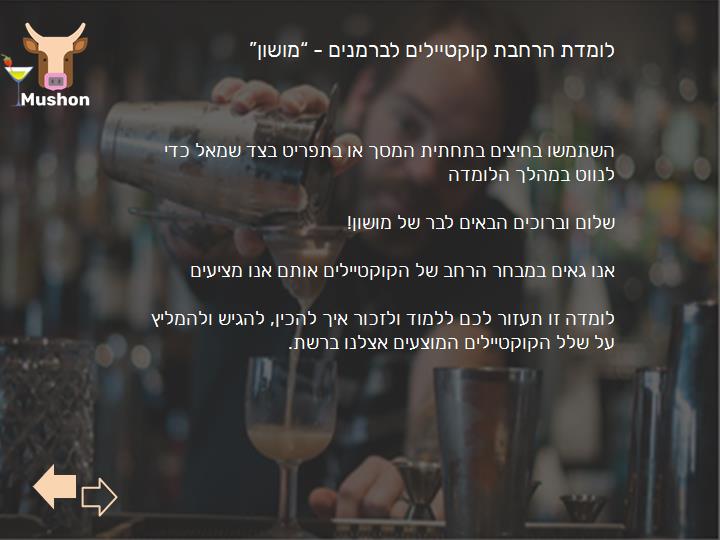 לומדת הרחבת קוקטיילים לברמנים - “מושון”
Mushon
השתמשו בחיצים בתחתית המסך או בתפריט בצד שמאל כדי
לנווט במהלך הלומדה
שלום וברוכים הבאים לבר של מושון!
אנו גאים במבחר הרחב של הקוקטיילים אותם אנו מציעים
לומדה זו תעזור לכם ללמוד ולזכור איך להכין, להגיש ולהמליץ
על שלל הקוקטיילים המוצעים אצלנו ברשת.